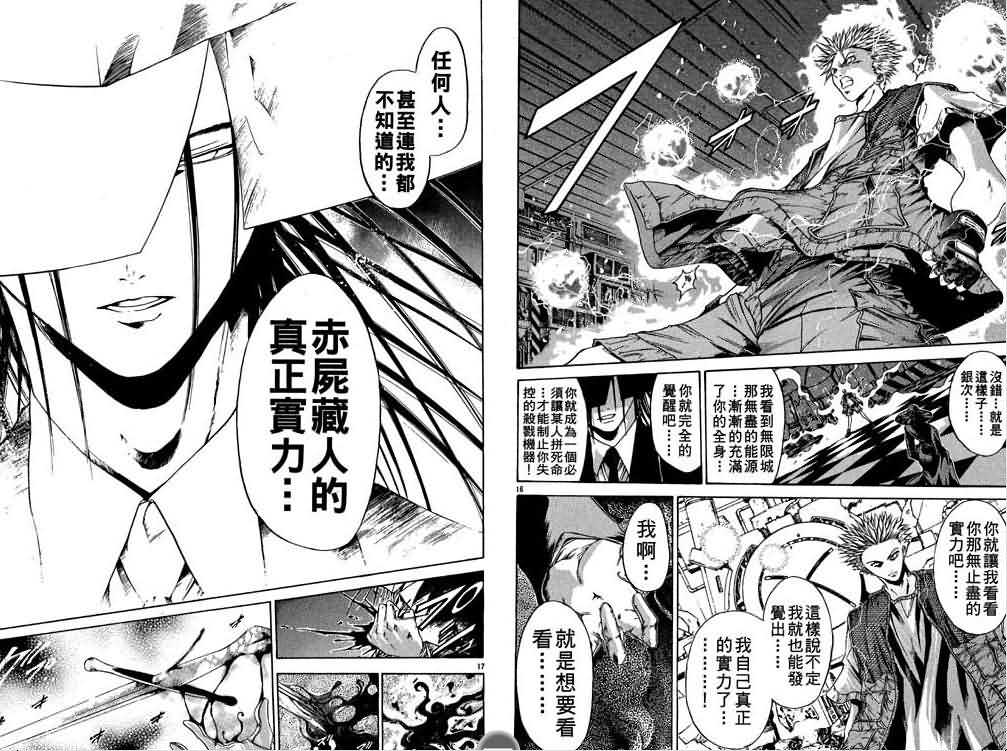 沒錯…就是
這樣子…
銀次…
我看到無限城
那無盡的能源
…漸漸的充滿
了你的全身…
你就完全的
覺醒吧…
你就成為一個必
須讓某人拼死命
…才能制止你失
控的殺戮機器!
16
你就讓我看看
你那無止盡的
實力吧…
這樣說不定
我就也能發
覺出…
我自己真正
的實力了…
…!
我啊…
就是想要看
看……
任何人…
甚至連我都
不知道的…
赤屍藏人的
真正實力…
17